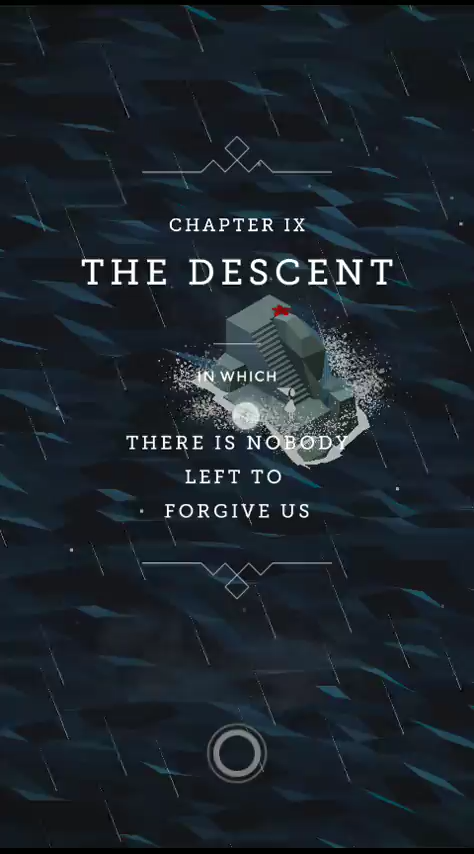 CHAPTER IX
THE DESCENT
IN WHICH
THERE IS NOBODY
LEFT TO
FORGIVE US